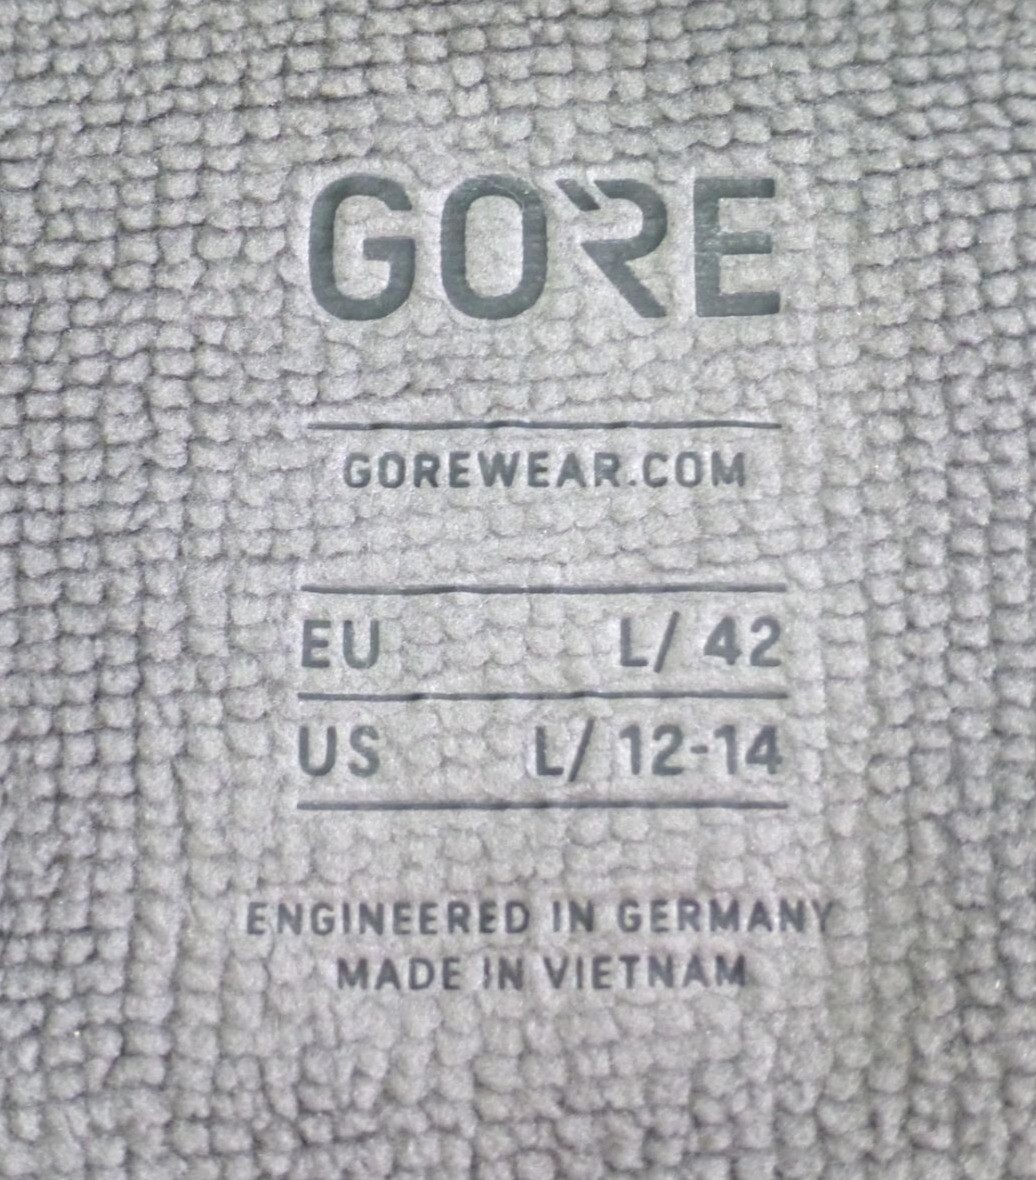 GORE
GOREWEAR.COM
EU L/ 42
US L/ 12-14
ENGINEERED IN GERMANY
MADE IN VIETNAM